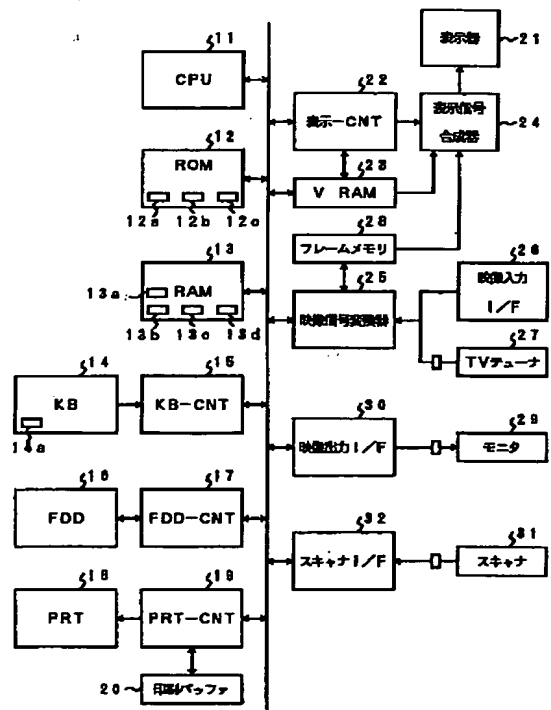 11
CPU
12
ROM
12a 12b 12c
13
RAM
13a
13b 13c 13d
14
KB
14a
15
KB-CNT
16
FDD
17
FDD-CNT
18
PRT
19
PRT-CNT
20
印刷バッファ
表示器
21
22
表示-CNT
23
V RAM
表示信号
合成器
24
28
フレームメモリ
25
映像信号変換器
26
映像入力
I/F
27
TVチューナ
30
映像出力I/F
29
モニタ
32
スキャナI/F
31
スキャナ